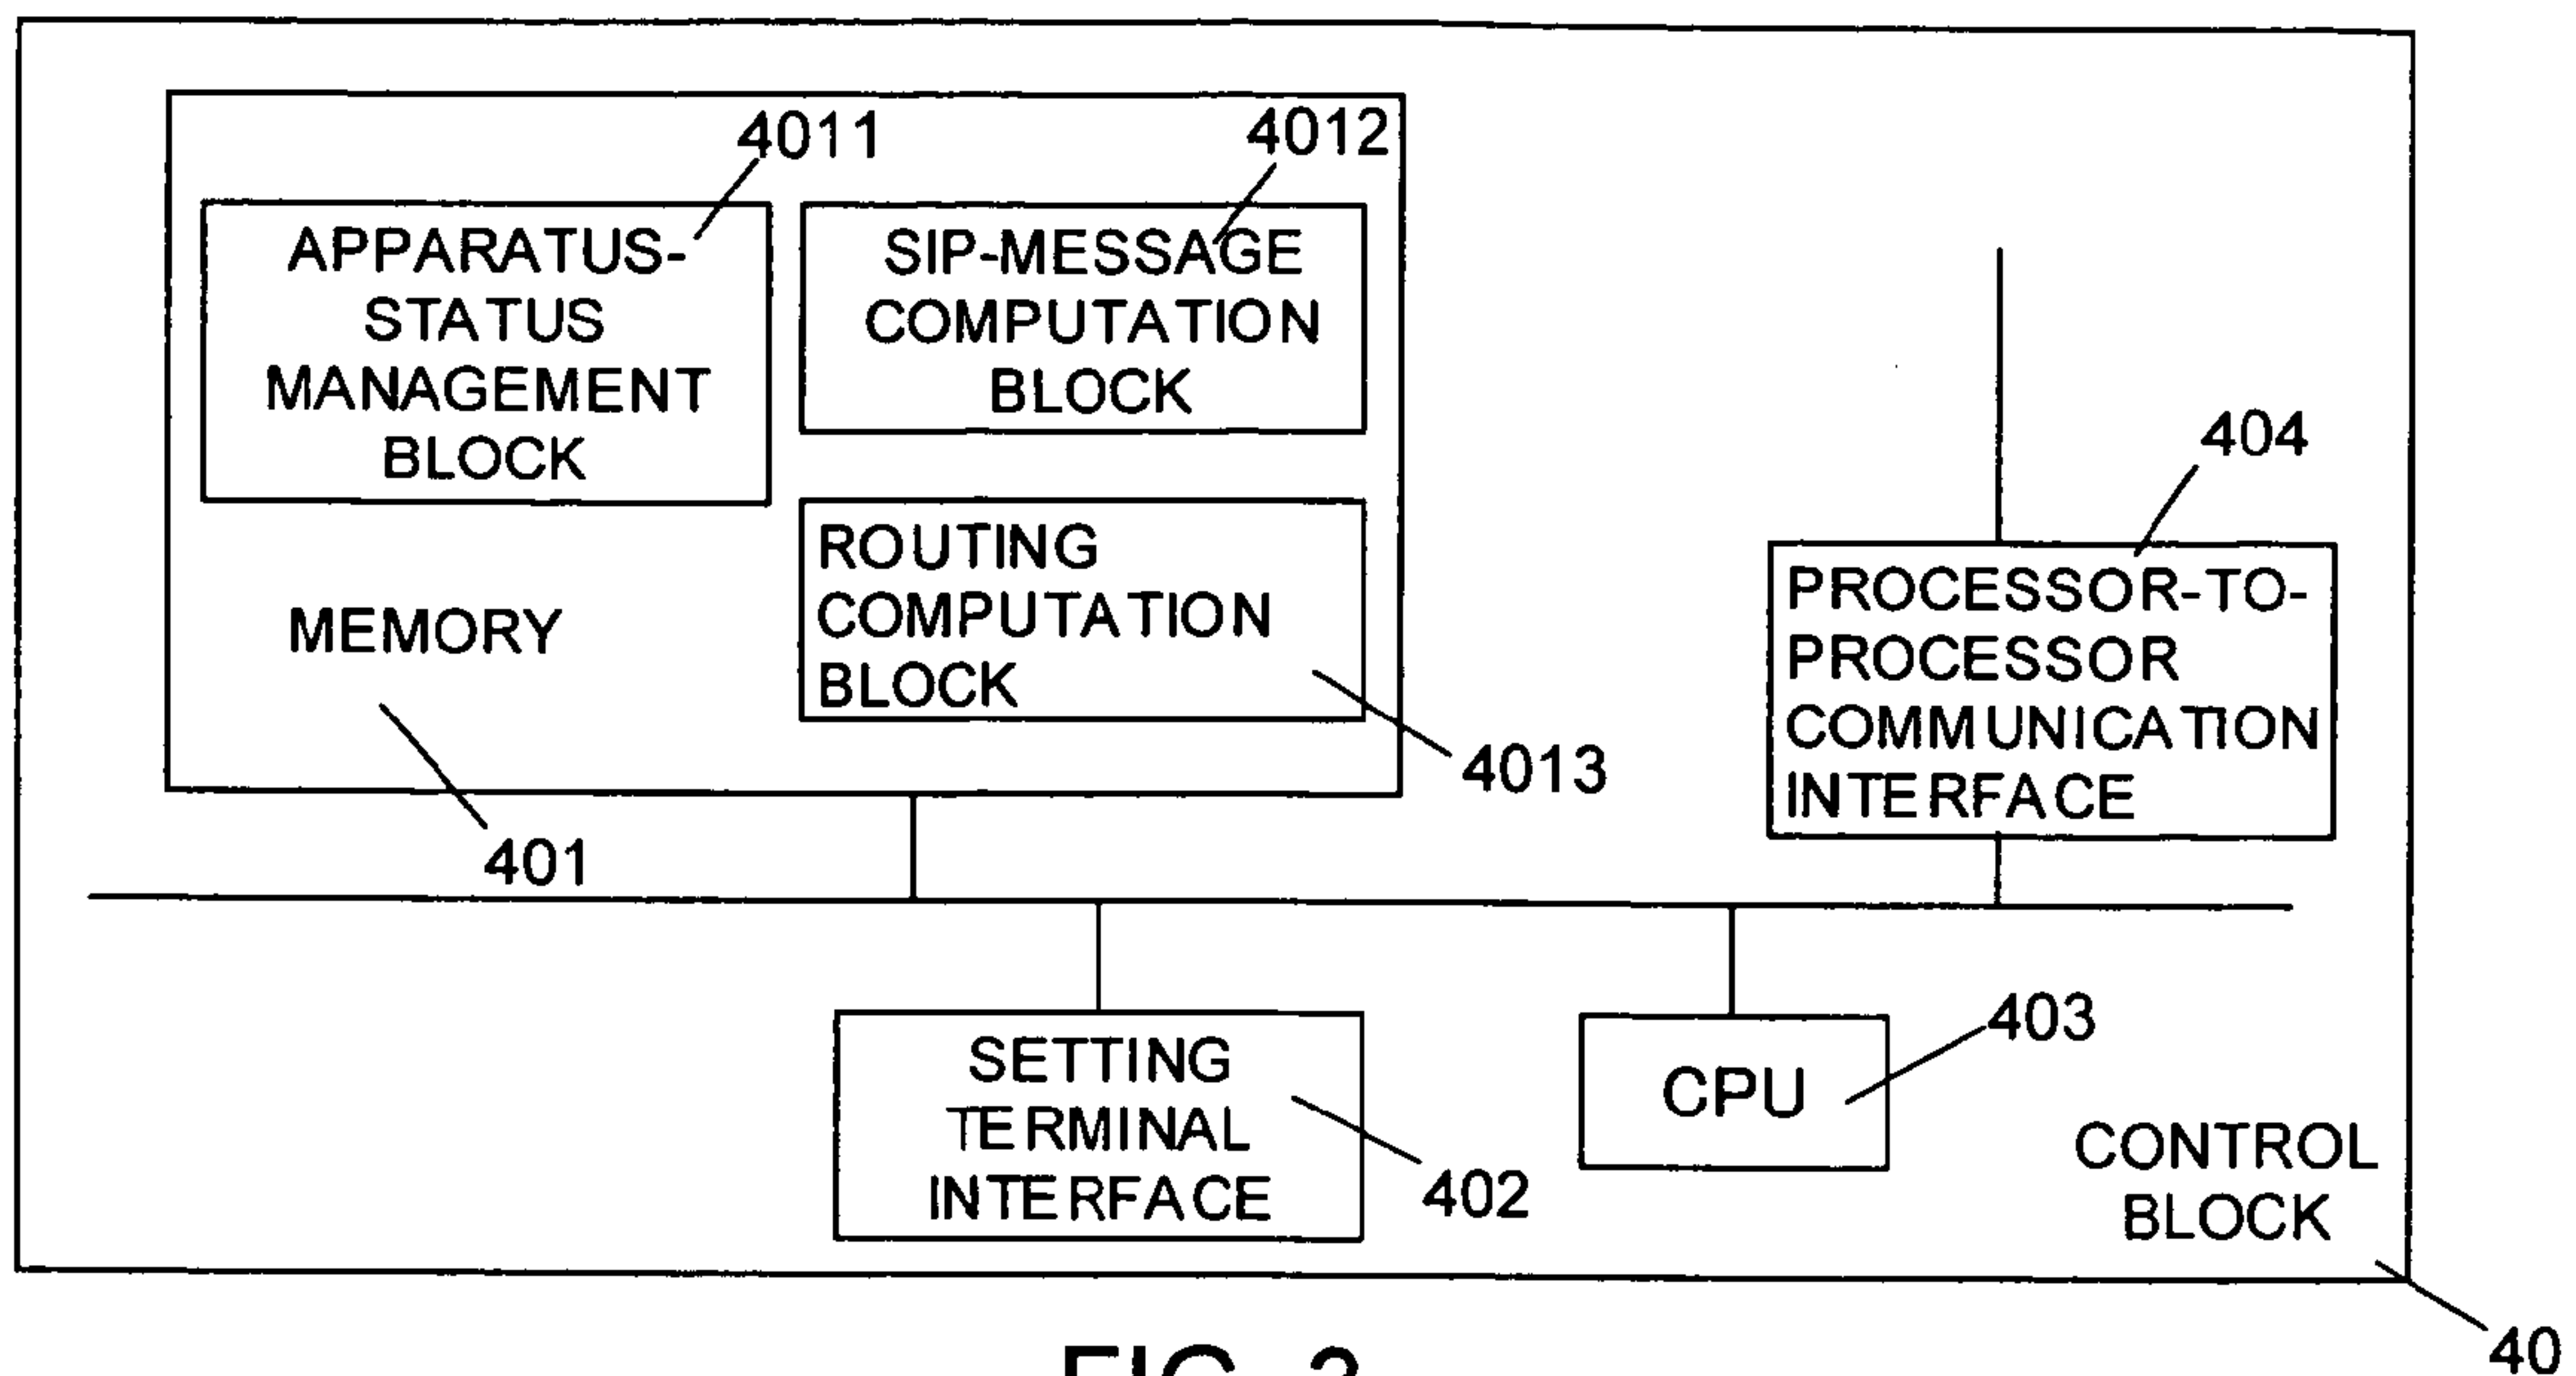 4011
4012
APPARATUS-
STATUS
MANAGEMENT
BLOCK
SIP-MESSAGE
COMPUTATION
BLOCK
ROUTING
COMPUTATION
BLOCK
MEMORY
4013
401
404
PROCESSOR-TO-
PROCESSOR
COMMUNICATION
INTERFACE
SETTING
TERMINAL
INTERFACE
402
CPU
403
CONTROL
BLOCK
40